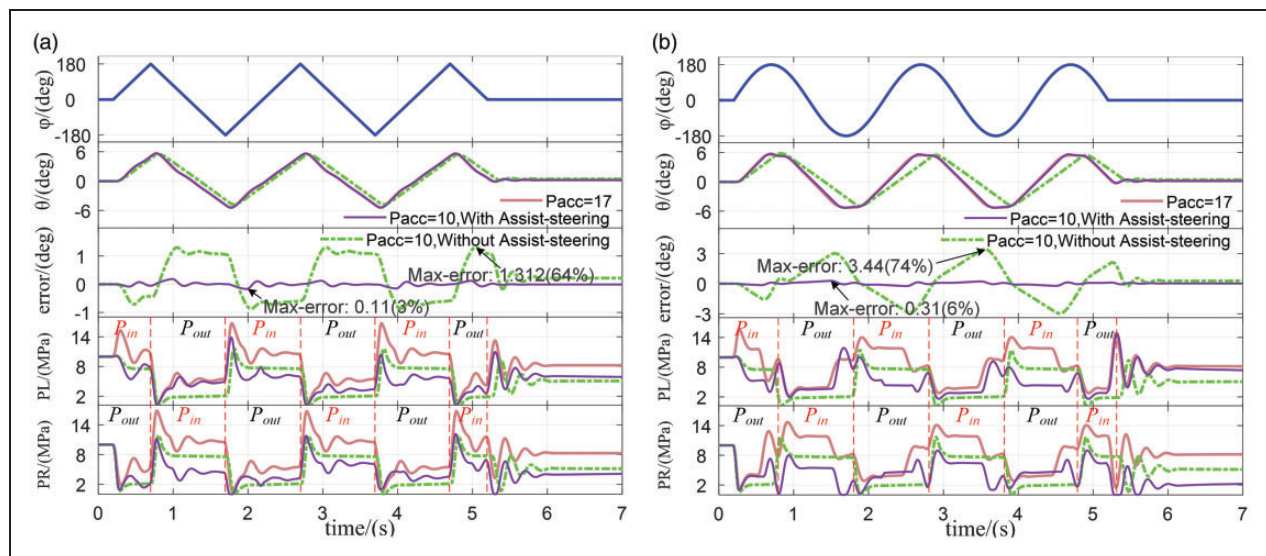 (a)
φ/(deg)
180
0
-180
θ/(deg)
6
0
-6
Pacc=17
Pacc=10,With Assist-steering
error/(deg)
1
0
-1
Pacc=10,Without Assist-steering
Max-error: 1.312(64%)
Max-error: 0.11(3%)
PL/(MPa)
14
8
2
Pin Pout Pin Pout Pin Pout
PR/(MPa)
14
8
2
Pout Pin Pout Pin Pout Pin
0 1 2 3 4 5 6 7
time/(s)
(b)
φ/(deg)
180
0
-180
θ/(deg)
6
0
-6
Pacc=17
Pacc=10,With Assist-steering
error/(deg)
3
0
-3
Pacc=10,Without Assist-steering
Max-error: 3.44(74%)
Max-error: 0.31(6%)
PL/(MPa)
14
8
2
Pin Pout Pin Pout Pin Pout
PR/(MPa)
14
8
2
Pout Pin Pout Pin Pout Pin
0 1 2 3 4 5 6 7
time/(s)